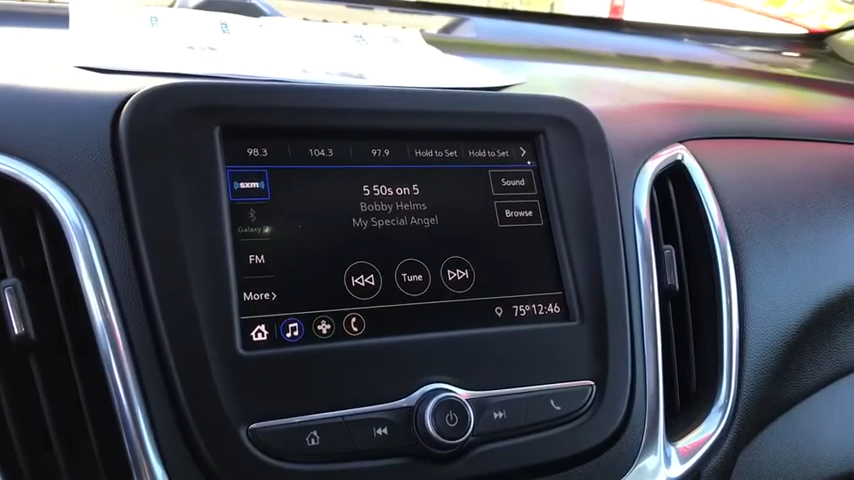 98.3 104.3 97.9 Hold to Set Hold to Set
sxm
5 50s on 5
Sound
Bobby Helms
My Special Angel
Browse
Galaxy
FM
Tune
More
75° 12:46